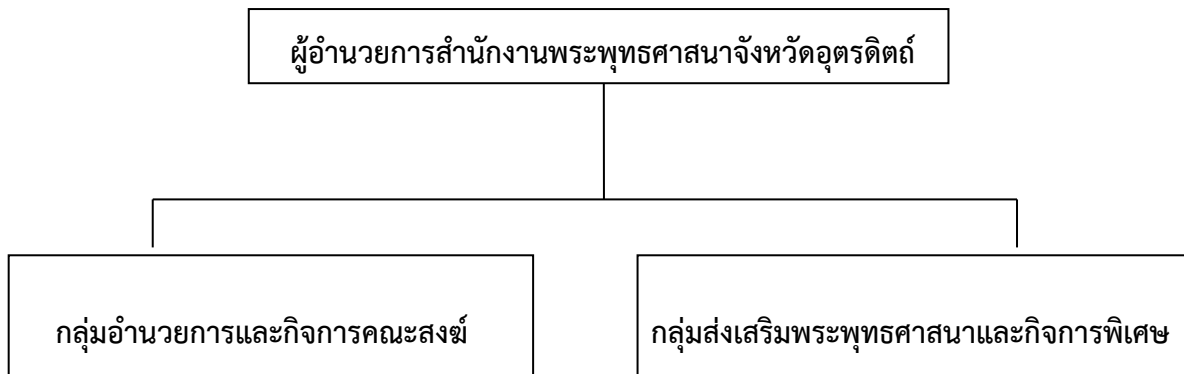 ผู้อำนวยการสำนักงานพระพุทธศาสนาจังหวัดอุตรดิตถ์
กลุ่มอำนวยการและกิจการคณะสงฆ์
กลุ่มส่งเสริมพระพุทธศาสนาและกิจการพิเศษ